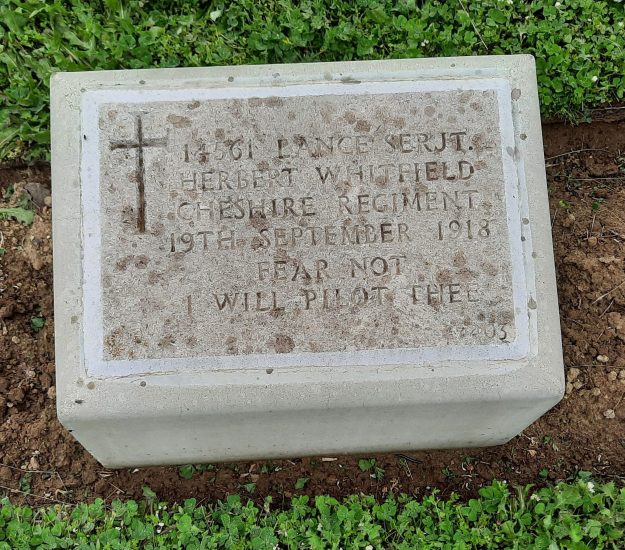 14561 LANCE SERJT.
HERBERT WHITFIELD
CHESHIRE REGIMENT
19TH SEPTEMBER 1918
FEAR NOT
I WILL PILOT THEE